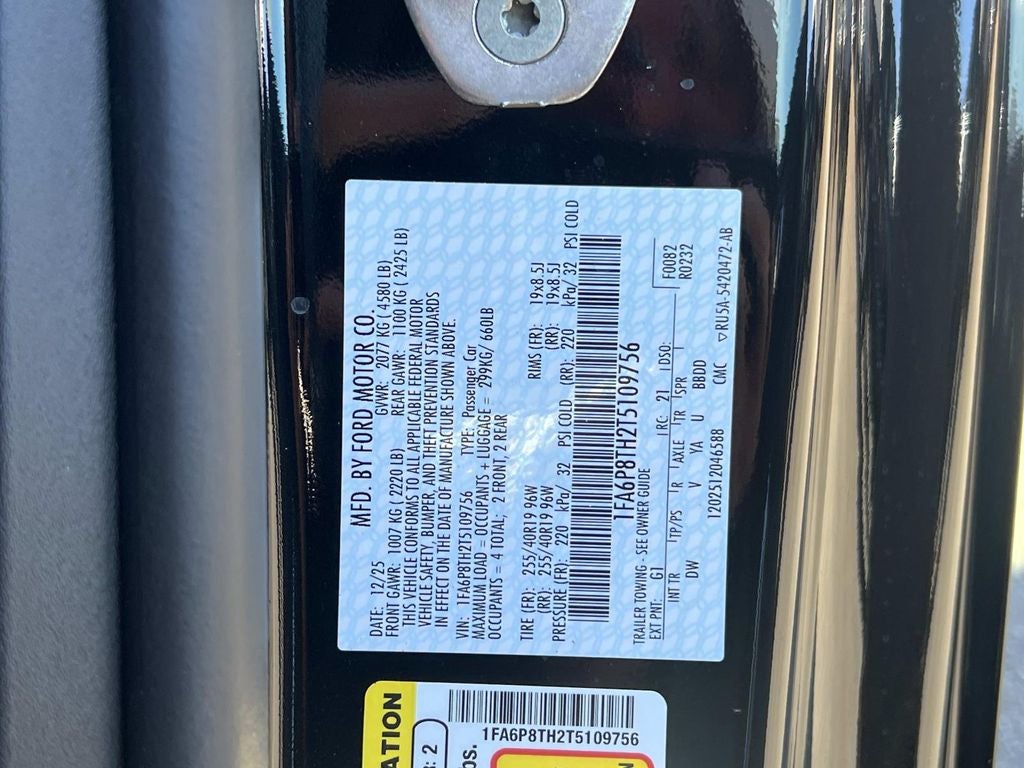 MFD. BY FORD MOTOR CO.
DATE: 12/25 GVWR: 2077 KG ( 4580 LB)
FRONT GAWR: 1007 KG ( 2220 LB) REAR GAWR: 1100 KG ( 2425 LB)
THIS VEHICLE CONFORMS TO ALL APPLICABLE FEDERAL MOTOR
VEHICLE SAFETY, BUMPER, AND THEFT PREVENTION STANDARDS
IN EFFECT ON THE DATE OF MANUFACTURE SHOWN ABOVE.
VIN: 1FA6P8TH2T5109756 TYPE: Passenger Car
MAXIMUM LOAD = OCCUPANTS + LUGGAGE = 299KG/ 660LB
OCCUPANTS = 4 TOTAL; 2 FRONT, 2 REAR
TIRE (FR): 255/40R19 96W RIMS (FR): 19x8.5J
(RR): 255/40R19 96W (RR): 19x8.5J
PRESSURE (FR): 220 kPa/ 32 PSI COLD (RR): 220 kPa/ 32 PSI COLD
1FA6P8TH2T5109756
TRAILER TOWING - SEE OWNER GUIDE
EXT PNT: G1 RC: 21 DSO: F0082
R0232
INT TR TP/PS R AXLE TR SPR
DW V YA U BBDD
1202512046588 CMC ▽RU5A-5420472-AB
ATION
R: 2
OS.
1FA6P8TH2T5109756